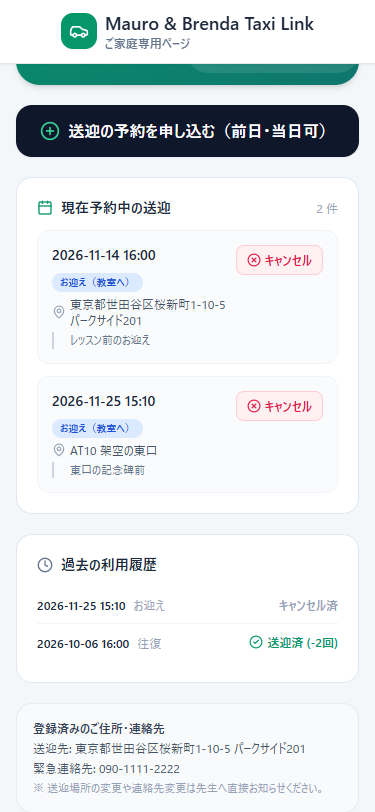 Mauro & Brenda Taxi Link
ご家庭専用ページ
送迎の予約を申し込む（前日・当日可）
現在予約中の送迎
2 件
2026-11-14 16:00
キャンセル
お迎え（教室へ）
東京都世田谷区桜新町1-10-5
パークサイド201
レッスン前のお迎え
2026-11-25 15:10
キャンセル
お迎え（教室へ）
AT10 架空の東口
東口の記念碑前
過去の利用履歴
2026-11-25 15:10 お迎え キャンセル済
2026-10-06 16:00 往復 送迎済 (-2回)
登録済みのご住所・連絡先
送迎先: 東京都世田谷区桜新町1-10-5 パークサイド201
緊急連絡先: 090-1111-2222
※ 送迎場所の変更や連絡先変更は先生へ直接お知らせください。